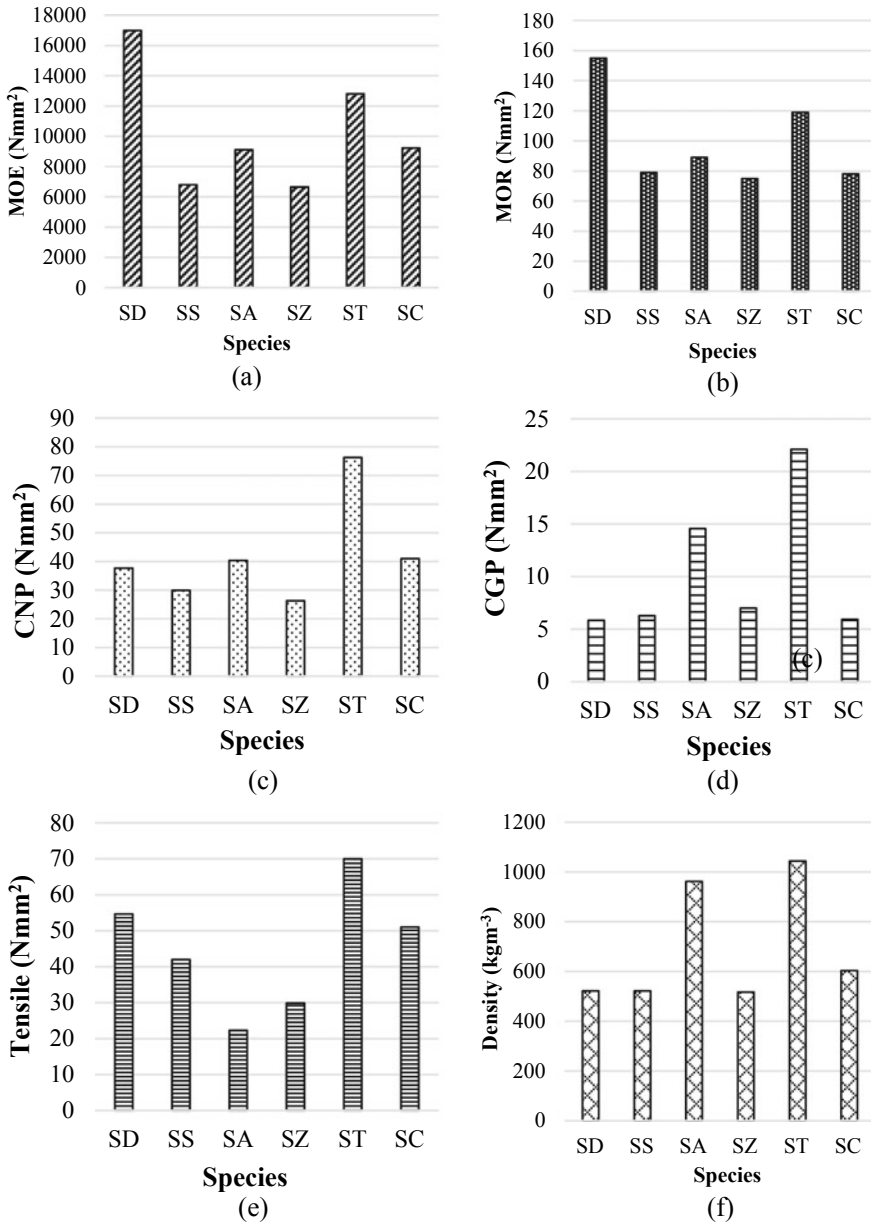 MOE (Nmm²)
18000
16000
14000
12000
10000
8000
6000
4000
2000
0
SD SS SA SZ ST SC
Species
(a)
MOR (Nmm²)
180
160
140
120
100
80
60
40
20
0
SD SS SA SZ ST SC
Species
(b)
CNP (Nmm²)
90
80
70
60
50
40
30
20
10
0
SD SS SA SZ ST SC
Species
(c)
CGP (Nmm²)
25
20
15
10
5
0
(c)
SD SS SA SZ ST SC
Species
(d)
Tensile (Nmm²)
80
70
60
50
40
30
20
10
0
SD SS SA SZ ST SC
Species
(e)
Density (kgm⁻³)
1200
1000
800
600
400
200
0
SD SS SA SZ ST SC
Species
(f)